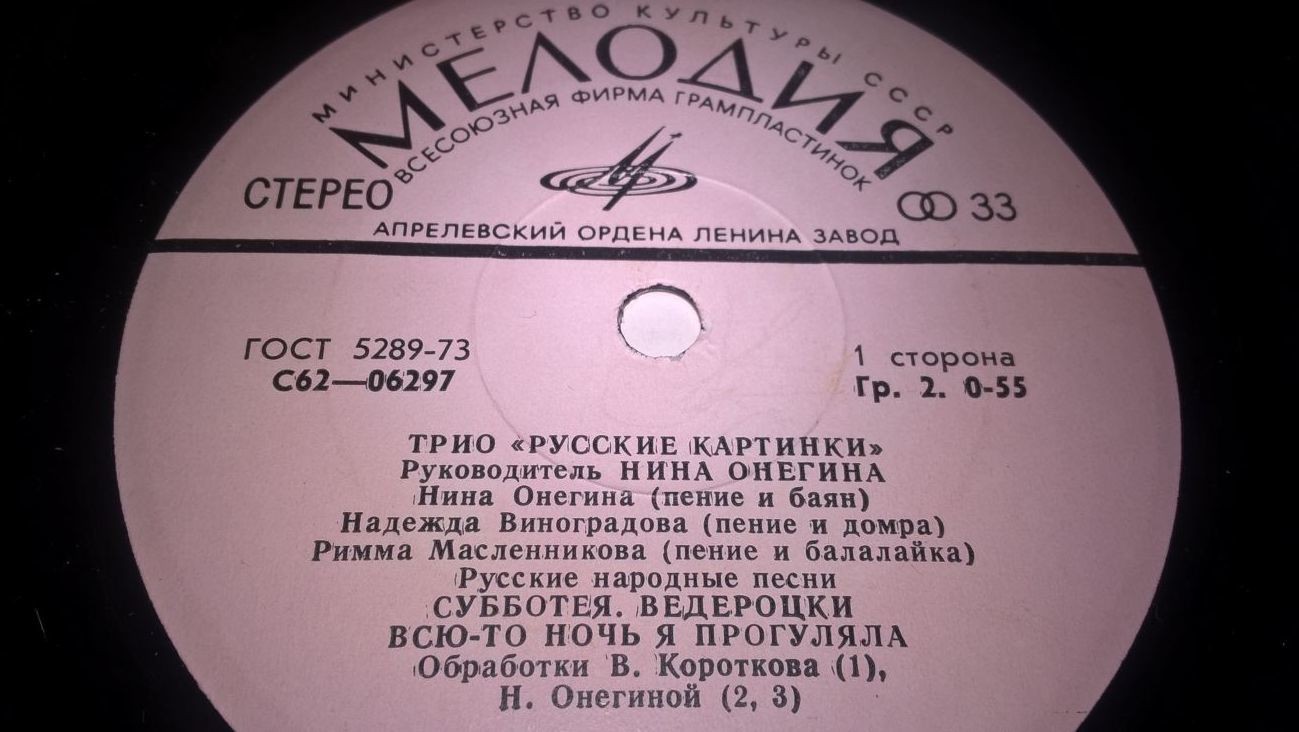 МИНИСТЕРСТВО КУЛЬТУРЫ СССР
МЕЛОДИЯ
ВСЕСОЮЗНАЯ ФИРМА ГРАМПЛАСТИНОК
СТЕРЕО
33
АПРЕЛЕВСКИЙ ОРДЕНА ЛЕНИНА ЗАВОД
ГОСТ 5289-73
С62—06297
1 сторона
Гр. 2. 0-55
ТРИО «РУССКИЕ КАРТИНКИ»
Руководитель НИНА ОНЕГИНА
Нина Онегина (пение и баян)
Надежда Виноградова (пение и домра)
Римма Масленникова (пение и балалайка)
Русские народные песни
СУББОТЕЯ. ВЕДЕРОЦКИ
ВСЮ-ТО НОЧЬ Я ПРОГУЛЯЛА
Обработки В. Короткова (1),
Н. Онегиной (2, 3)